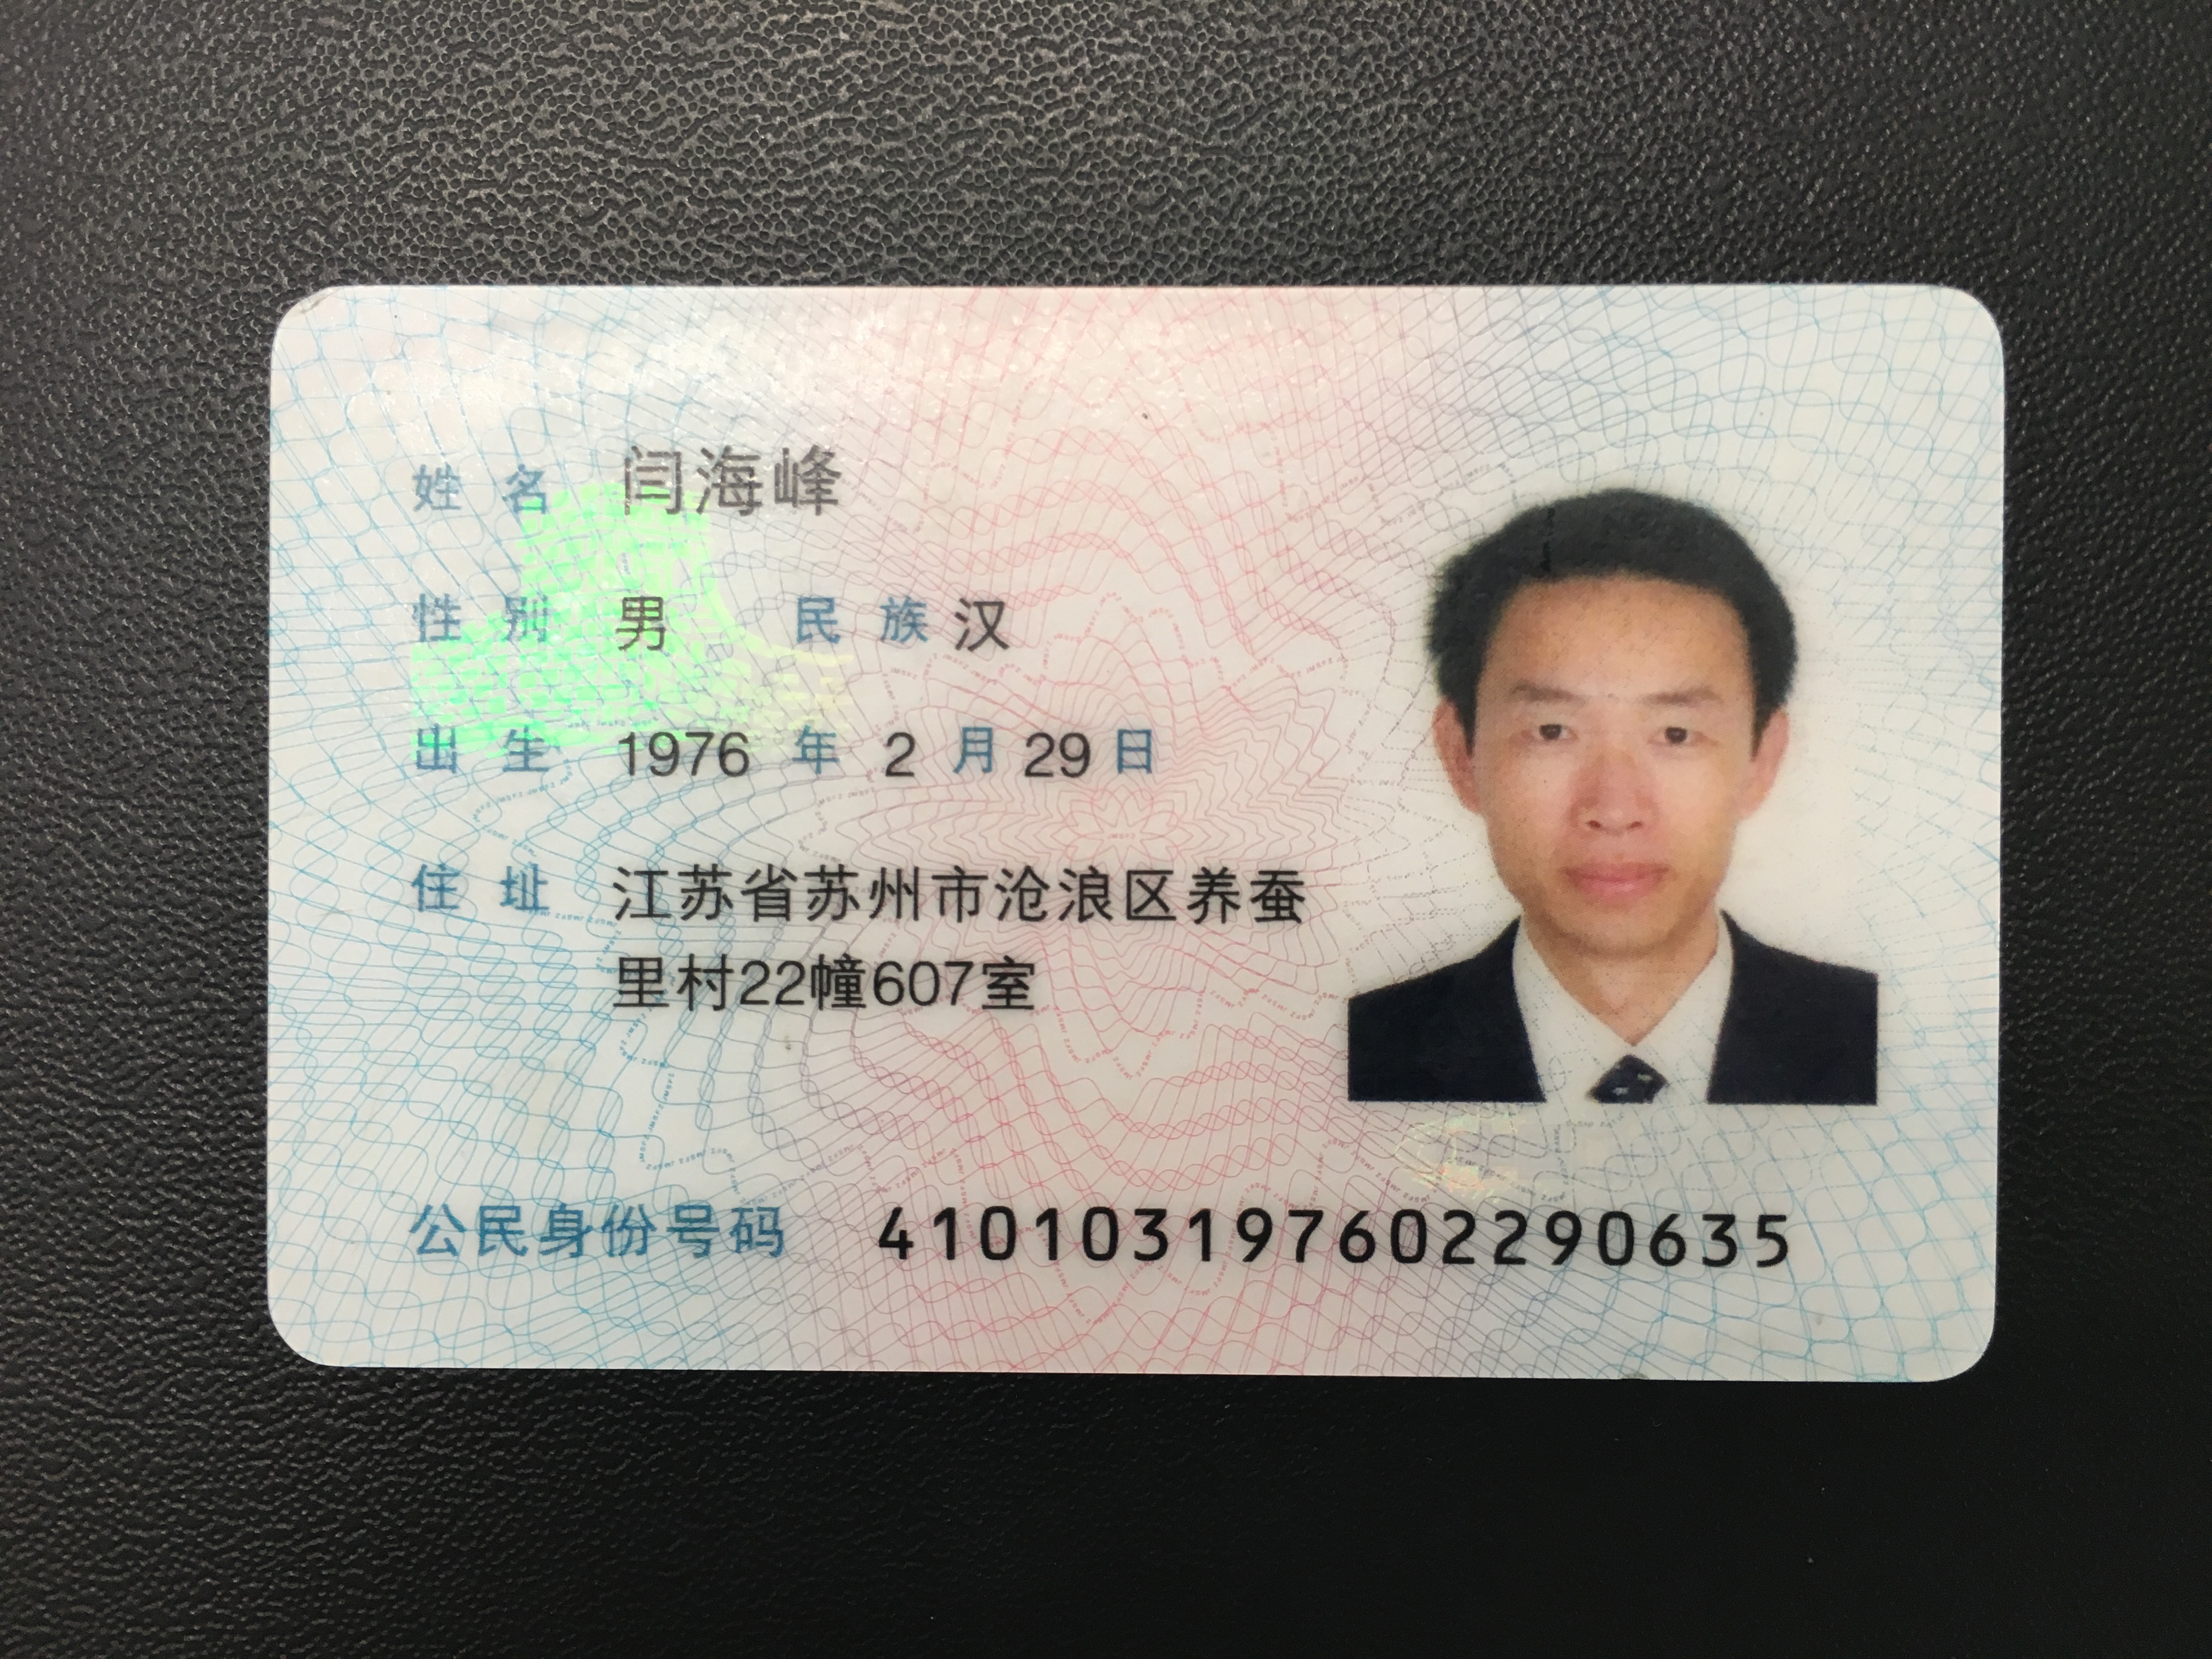 姓名 闫海峰
性别 男 民族 汉
出生 1976 年 2 月 29 日
住址 江苏省苏州市沧浪区养蚕
里村22幢607室
公民身份号码 410103197602290635